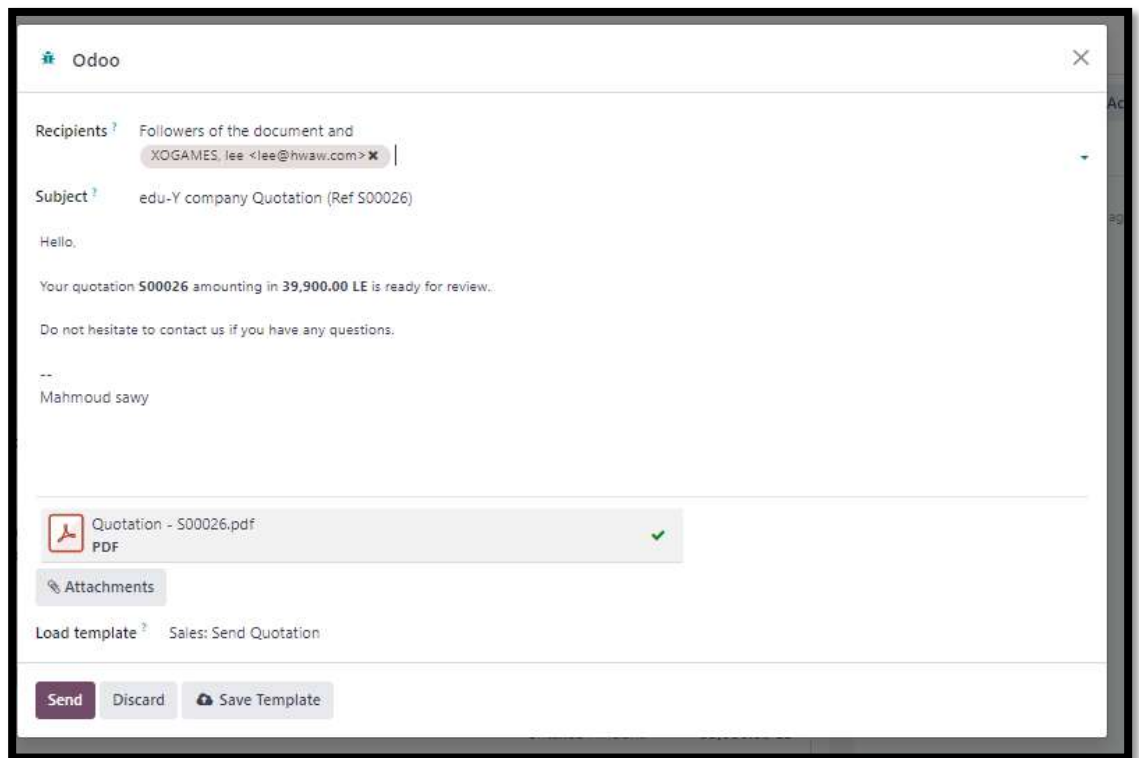 Odoo
Recipients ? Followers of the document and
XOGAMES, lee <lee@hwaw.com>
Subject ? edu-Y company Quotation (Ref S00026)
Hello,
Your quotation S00026 amounting in 39,900.00 LE is ready for review.
Do not hesitate to contact us if you have any questions.
--
Mahmoud sawy
Quotation - S00026.pdf
PDF
Attachments
Load template ? Sales: Send Quotation
Send Discard Save Template